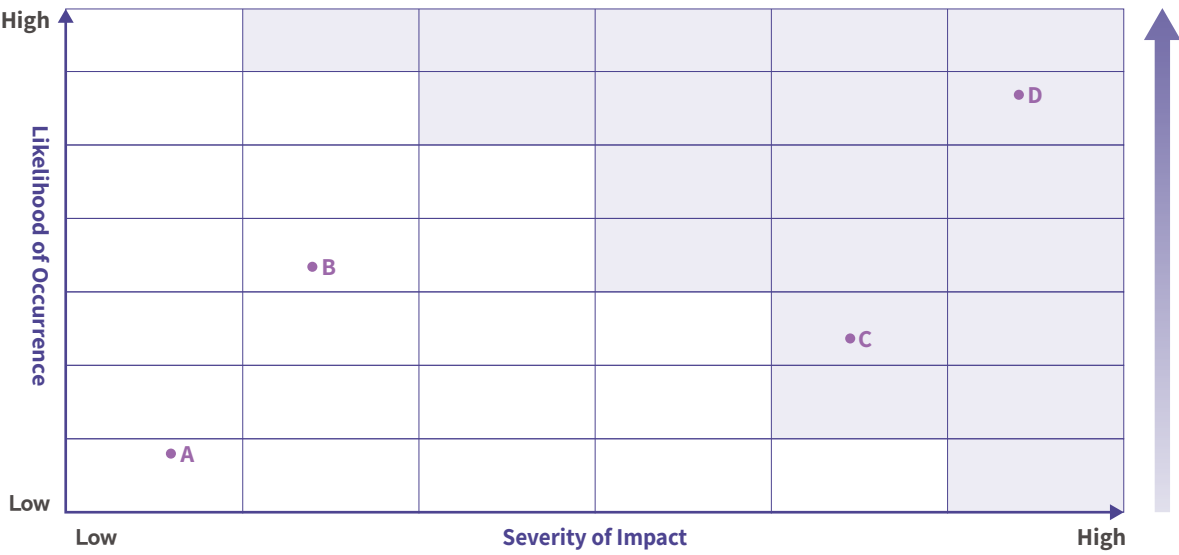 High
D
Likelihood of Occurrence
B
C
A
Low
Low
Severity of Impact
High